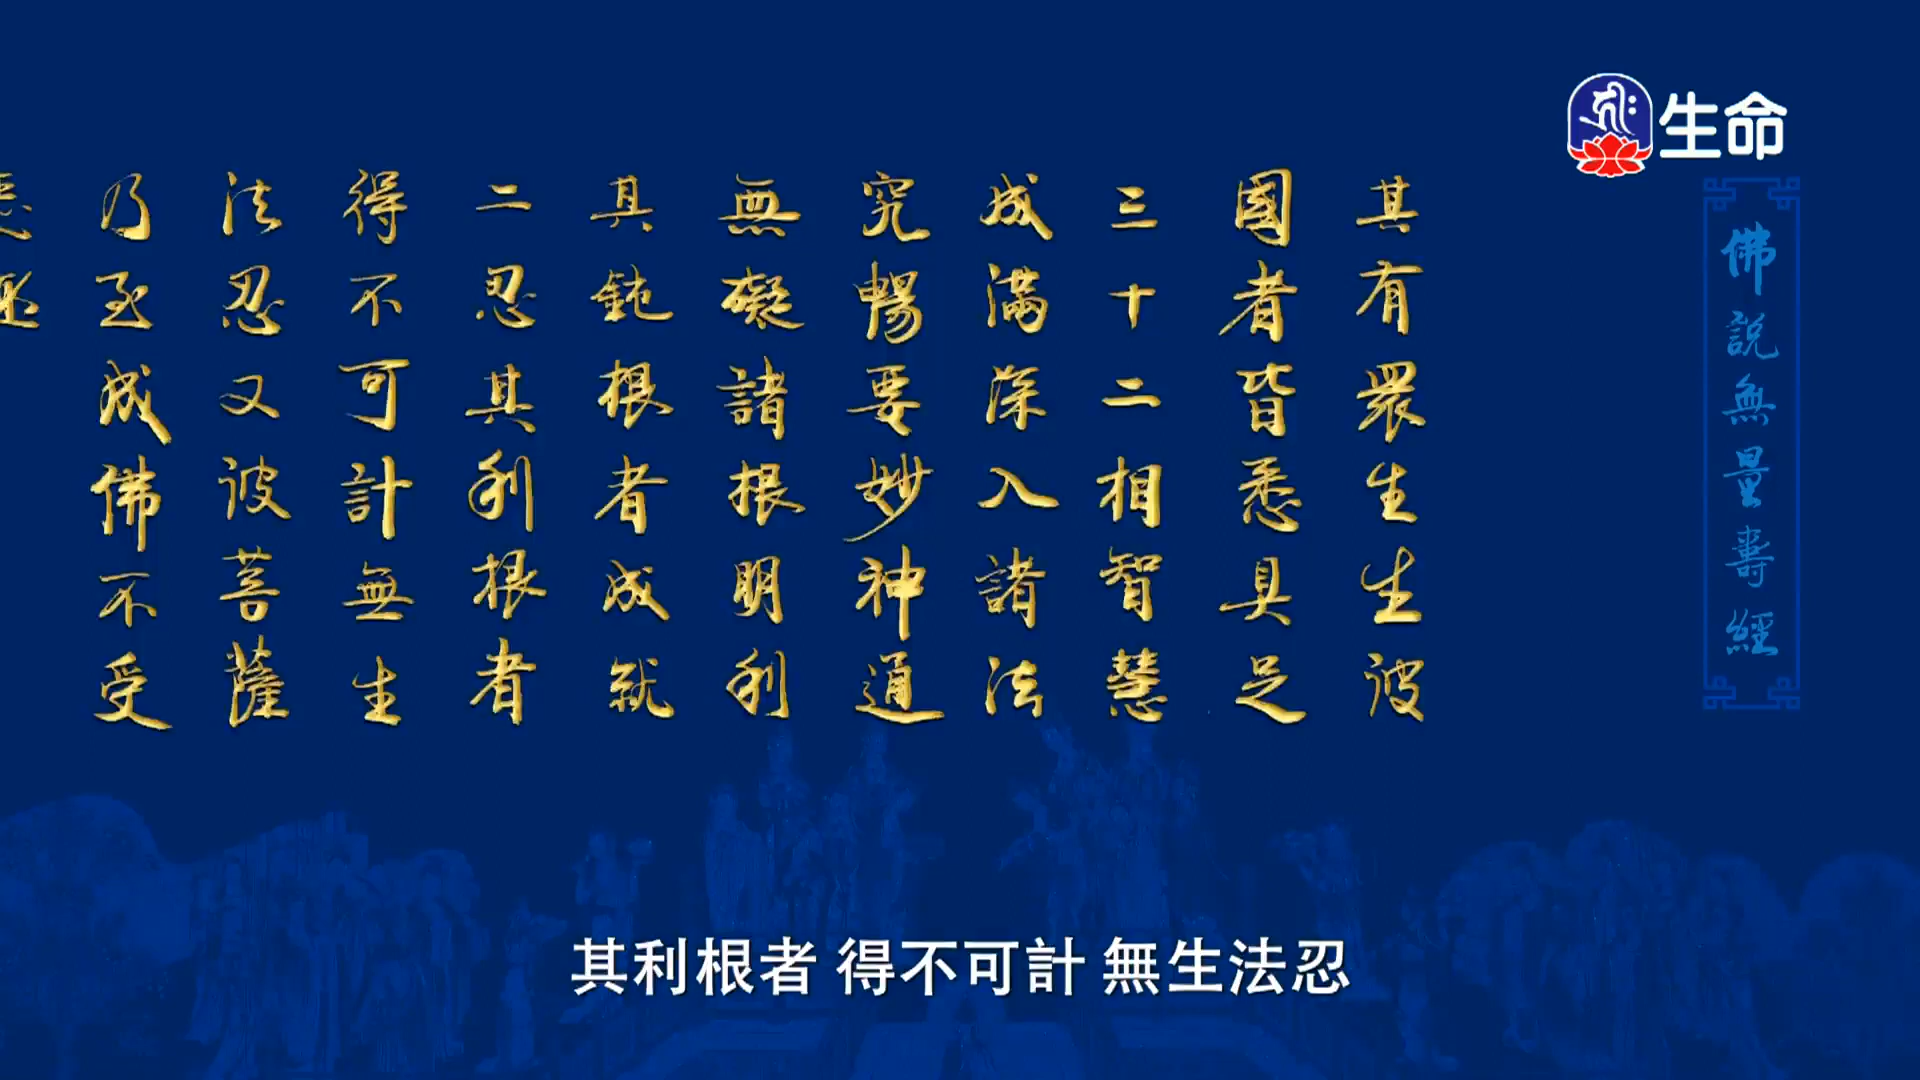 生命
佛說無量壽經
其有眾生生彼
國者皆悉具足
三十二相智慧
成滿深入諸法
究暢要妙神通
無礙諸根明利
其鈍根者成就
二忍其利根者
得不可計無生
法忍又彼菩薩
乃至成佛不受
其利根者 得不可計 無生法忍